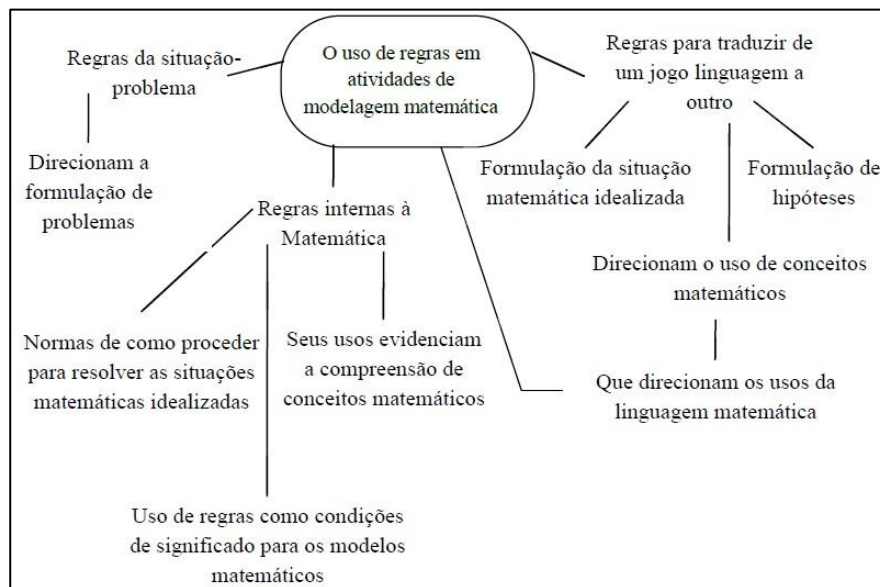 O uso de regras em
atividades de
modelagem matemática
Regras da situação-
problema
Direcionam a
formulação de
problemas
Regras internas à
Matemática
Normas de como proceder
para resolver as situações
matemáticas idealizadas
Seus usos evidenciam
a compreensão de
conceitos matemáticos
Uso de regras como condições
de significado para os modelos
matemáticos
Regras para traduzir de
um jogo linguagem a
outro
Formulação da situação
matemática idealizada
Formulação de
hipóteses
Direcionam o uso de conceitos
matemáticos
Que direcionam os usos da
linguagem matemática